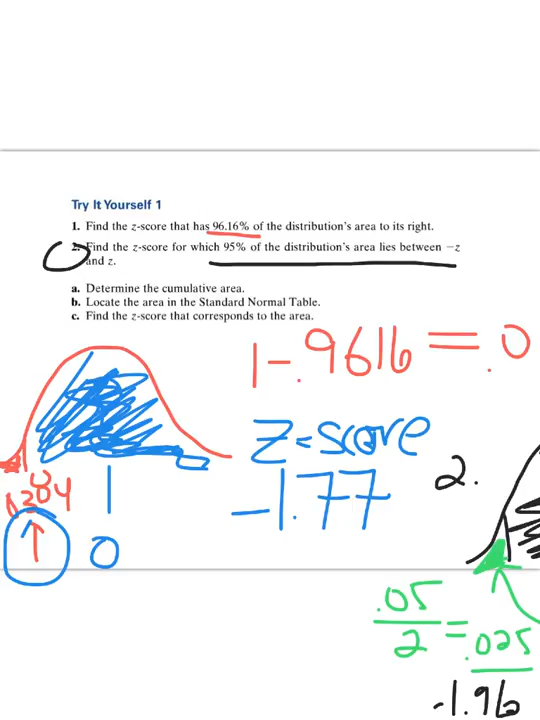 Try It Yourself 1
1. Find the z-score that has 96.16% of the distribution's area to its right.
2. Find the z-score for which 95% of the distribution's area lies between −z
and z.
a. Determine the cumulative area.
b. Locate the area in the Standard Normal Table.
c. Find the z-score that corresponds to the area.
1-.9616 = .0
z-score
-1.77
.0384
0
2.
.05
2
= .025
-1.96